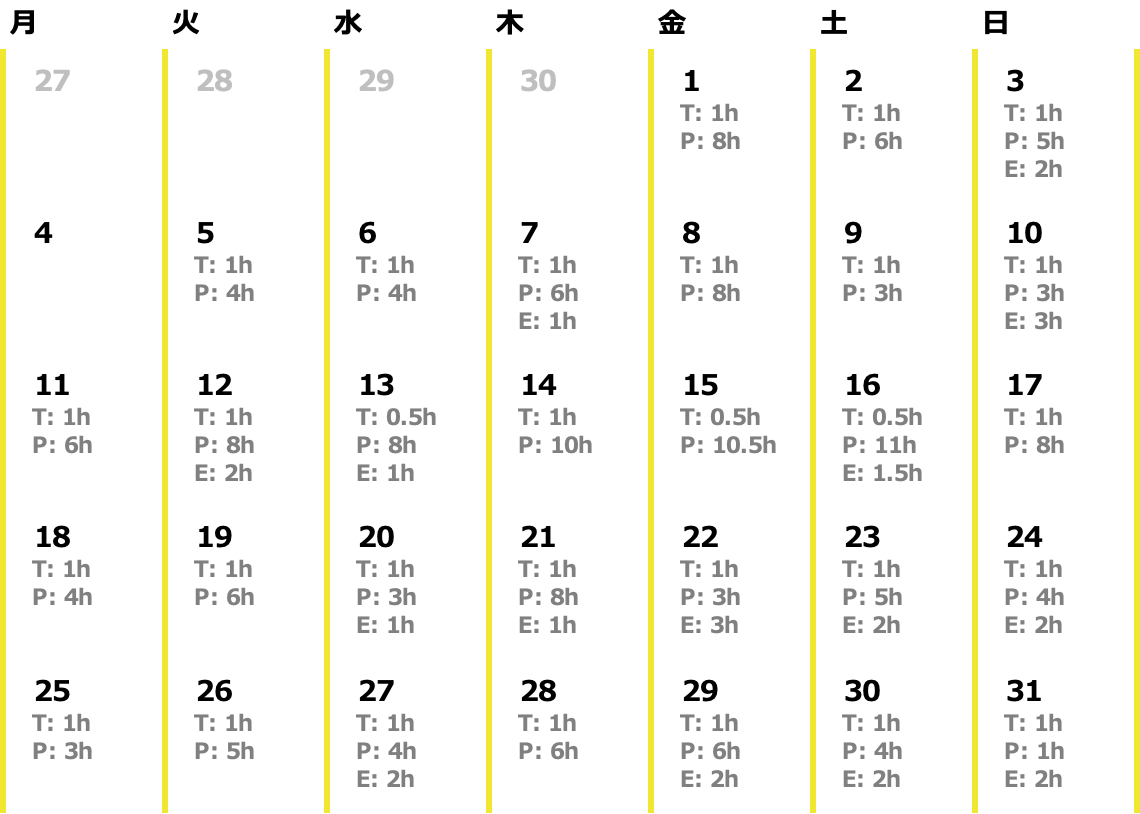 月 火 水 木 金 土 日
27 28 29 30 1 2 3
T: 1h T: 1h T: 1h
P: 8h P: 6h P: 5h
E: 2h
4 5 6 7 8 9 10
T: 1h T: 1h T: 1h T: 1h T: 1h T: 1h
P: 4h P: 4h P: 6h P: 8h P: 3h P: 3h
E: 1h E: 3h
11 12 13 14 15 16 17
T: 1h T: 1h T: 0.5h T: 1h T: 0.5h T: 0.5h T: 1h
P: 6h P: 8h P: 8h P: 10h P: 10.5h P: 11h P: 8h
E: 2h E: 1h E: 1.5h
18 19 20 21 22 23 24
T: 1h T: 1h T: 1h T: 1h T: 1h T: 1h T: 1h
P: 4h P: 6h P: 3h P: 8h P: 3h P: 5h P: 4h
E: 1h E: 1h E: 3h E: 2h E: 2h
25 26 27 28 29 30 31
T: 1h T: 1h T: 1h T: 1h T: 1h T: 1h T: 1h
P: 3h P: 5h P: 4h P: 6h P: 6h P: 4h P: 1h
E: 2h E: 2h E: 2h E: 2h